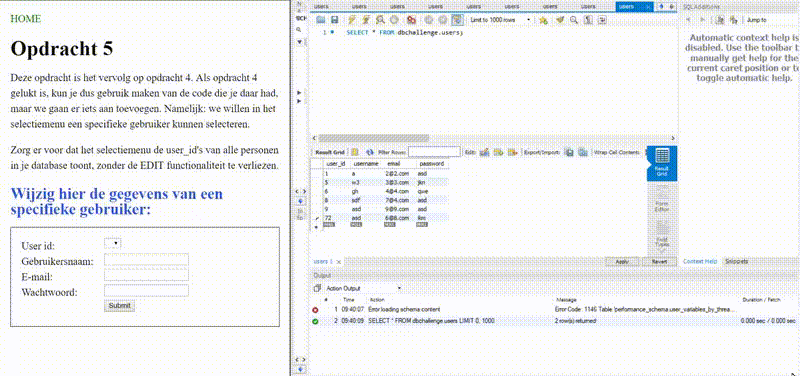 HOME
Opdracht 5
Deze opdracht is het vervolg op opdracht 4. Als opdracht 4
gelukt is, kun je dus gebruik maken van de code die je daar had,
maar we gaan er iets aan toevoegen. Namelijk: we willen in het
selectiemenu een specifieke gebruiker kunnen selecteren.
Zorg er voor dat het selectiemenu de user_id's van alle personen
in je database toont, zonder de EDIT functionaliteit te verliezen.
Wijzig hier de gegevens van een
specifieke gebruiker:
User id:
Gebruikersnaam:
E-mail:
Wachtwoord:
Submit
users users users users users
Limit to 1000 rows
1 SELECT * FROM dbchallenge.users;
SQLAdditions
Jump to
Automatic context help is
disabled. Use the toolbar t
manually get help for the
current caret position or to
toggle automatic help.
Result Grid Filter Rows: Edit: Export/Import: Wrap Cell Contents:
user_id username email password
1 a 2@2.com asd
5 w3 3@3.com jkn
6 gh 4@4.com qwe
8 sdf 7@4.com asd
9 asd 9@9.com asd
72 asd 6@8.com
NULL NULL NULL NULL
Result
Grid
Form
Editor
Field
Types
users 1 Apply Revert Context Help Snippets
Output
Action Output
# Time Action Message Duration / Fetch
1 09:40:07 Error loading schema content Error Code: 1146 Table 'performance_schema.user_variables_by_threa...
2 09:40:09 SELECT * FROM dbchallenge.users LIMIT 0, 1000 2 row(s) returned 0.000 sec / 0.000 sec